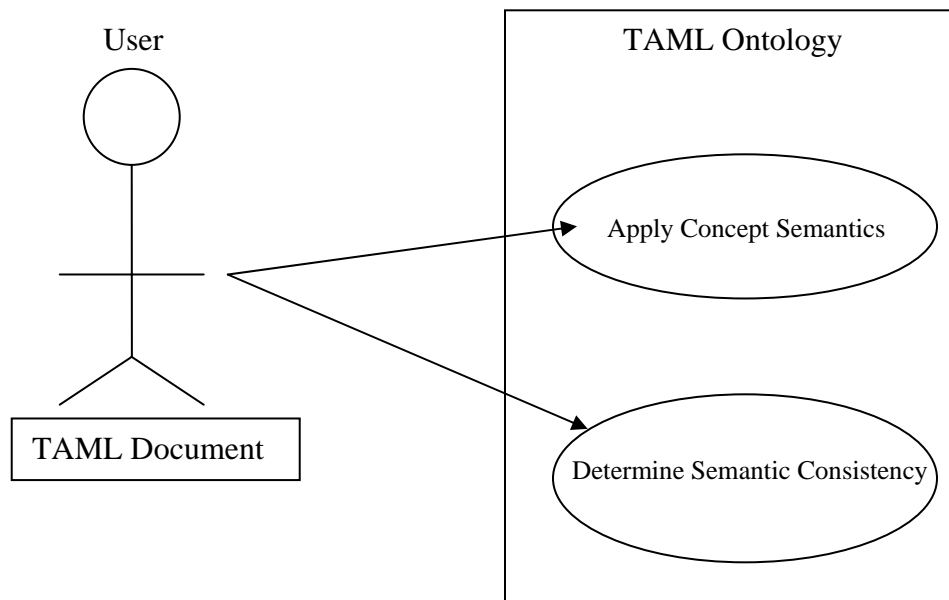 User
TAML Ontology
Apply Concept Semantics
TAML Document
Determine Semantic Consistency